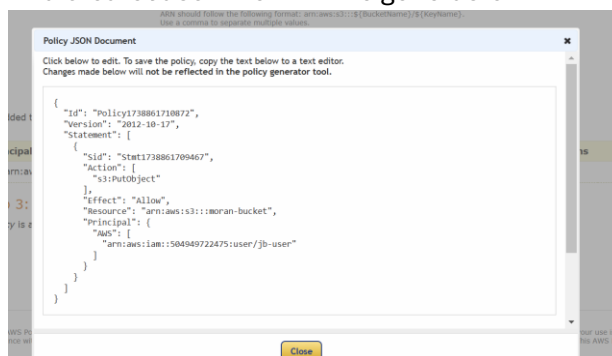 ARN should follow the following format: arn:aws:s3:::${BucketName}/${KeyName}.
Use a comma to separate multiple values.
Policy JSON Document
Click below to edit. To save the policy, copy the text below to a text editor.
Changes made below will not be reflected in the policy generator tool.
{
"Id": "Policy1738861710872",
"Version": "2012-10-17",
"Statement": [
{
"Sid": "Stmt1738861709467",
"Action": [
"s3:PutObject"
],
"Effect": "Allow",
"Resource": "arn:aws:s3:::moran-bucket",
"Principal": {
"AWS": [
"arn:aws:iam::504949722475:user/jb-user"
]
}
}
]
}
3:
Close